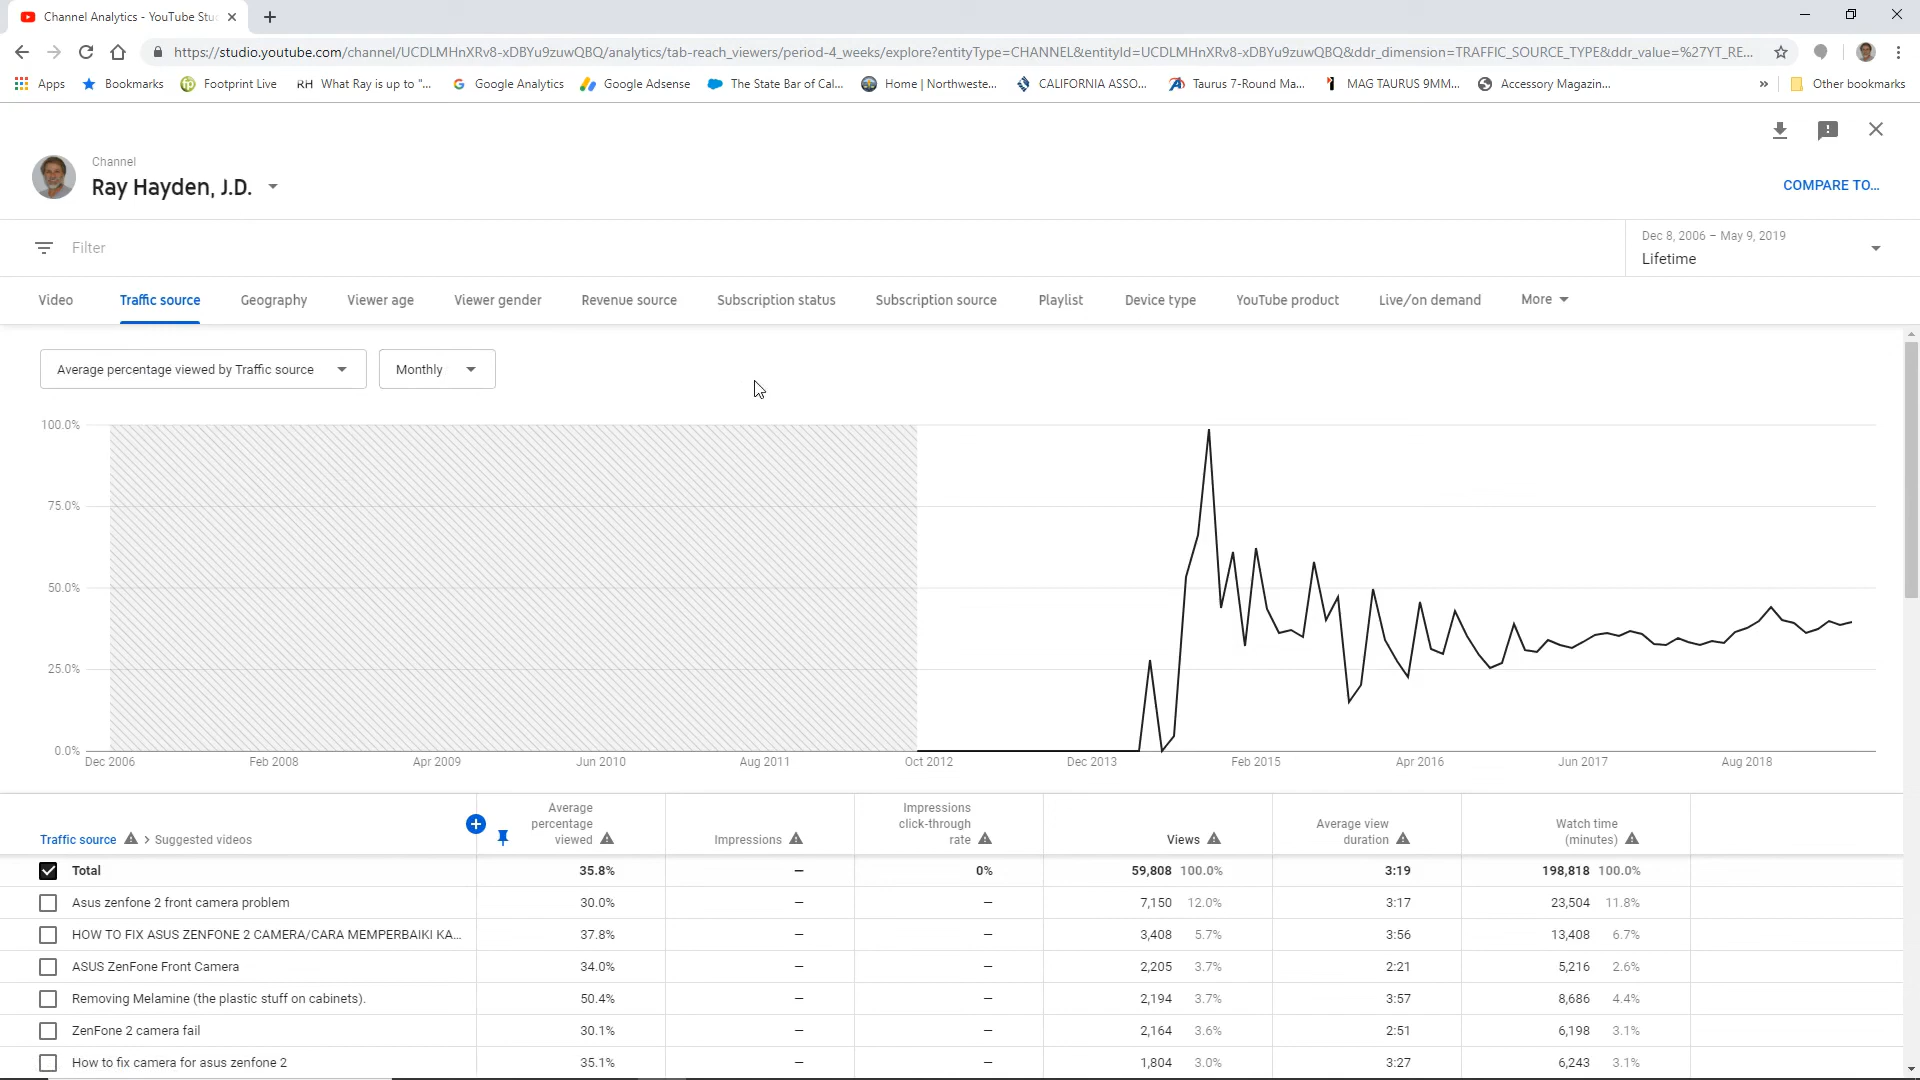 Channel Analytics - YouTube Stu
https://studio.youtube.com/channel/UCDLMHnXRv8-xDBYu9zuwQBQ/analytics/tab-reach_viewers/period-4_weeks/explore?entityType=CHANNEL&entityId=UCDLMHnXRv8-xDBYu9zuwQBQ&ddr_dimension=TRAFFIC_SOURCE_TYPE&ddr_value=%27YT_RE...
Apps Bookmarks Footprint Live RH What Ray is up to "... Google Analytics Google Adsense The State Bar of Cal... Home | Northweste... CALIFORNIA ASSO... Taurus 7-Round Ma... MAG TAURUS 9MM... Accessory Magazin... » Other bookmarks
Channel
Ray Hayden, J.D.
COMPARE TO...
Filter
Dec 8, 2006 – May 9, 2019
Lifetime
Video Traffic source Geography Viewer age Viewer gender Revenue source Subscription status Subscription source Playlist Device type YouTube product Live/on demand More
Average percentage viewed by Traffic source Monthly
100.0%
75.0%
50.0%
25.0%
0.0%
Dec 2006 Feb 2008 Apr 2009 Jun 2010 Aug 2011 Oct 2012 Dec 2013 Feb 2015 Apr 2016 Jun 2017 Aug 2018
Traffic source > Suggested videos
Average
percentage
viewed
Impressions
Impressions
click-through
rate
Views
Average view
duration
Watch time
(minutes)
Total 35.8% – 0% 59,808 100.0% 3:19 198,818 100.0%
Asus zenfone 2 front camera problem 30.0% – – 7,150 12.0% 3:17 23,504 11.8%
HOW TO FIX ASUS ZENFONE 2 CAMERA/CARA MEMPERBAIKI KA... 37.8% – – 3,408 5.7% 3:56 13,408 6.7%
ASUS ZenFone Front Camera 34.0% – – 2,205 3.7% 2:21 5,216 2.6%
Removing Melamine (the plastic stuff on cabinets). 50.4% – – 2,194 3.7% 3:57 8,686 4.4%
ZenFone 2 camera fail 30.1% – – 2,164 3.6% 2:51 6,198 3.1%
How to fix camera for asus zenfone 2 35.1% – – 1,804 3.0% 3:27 6,243 3.1%